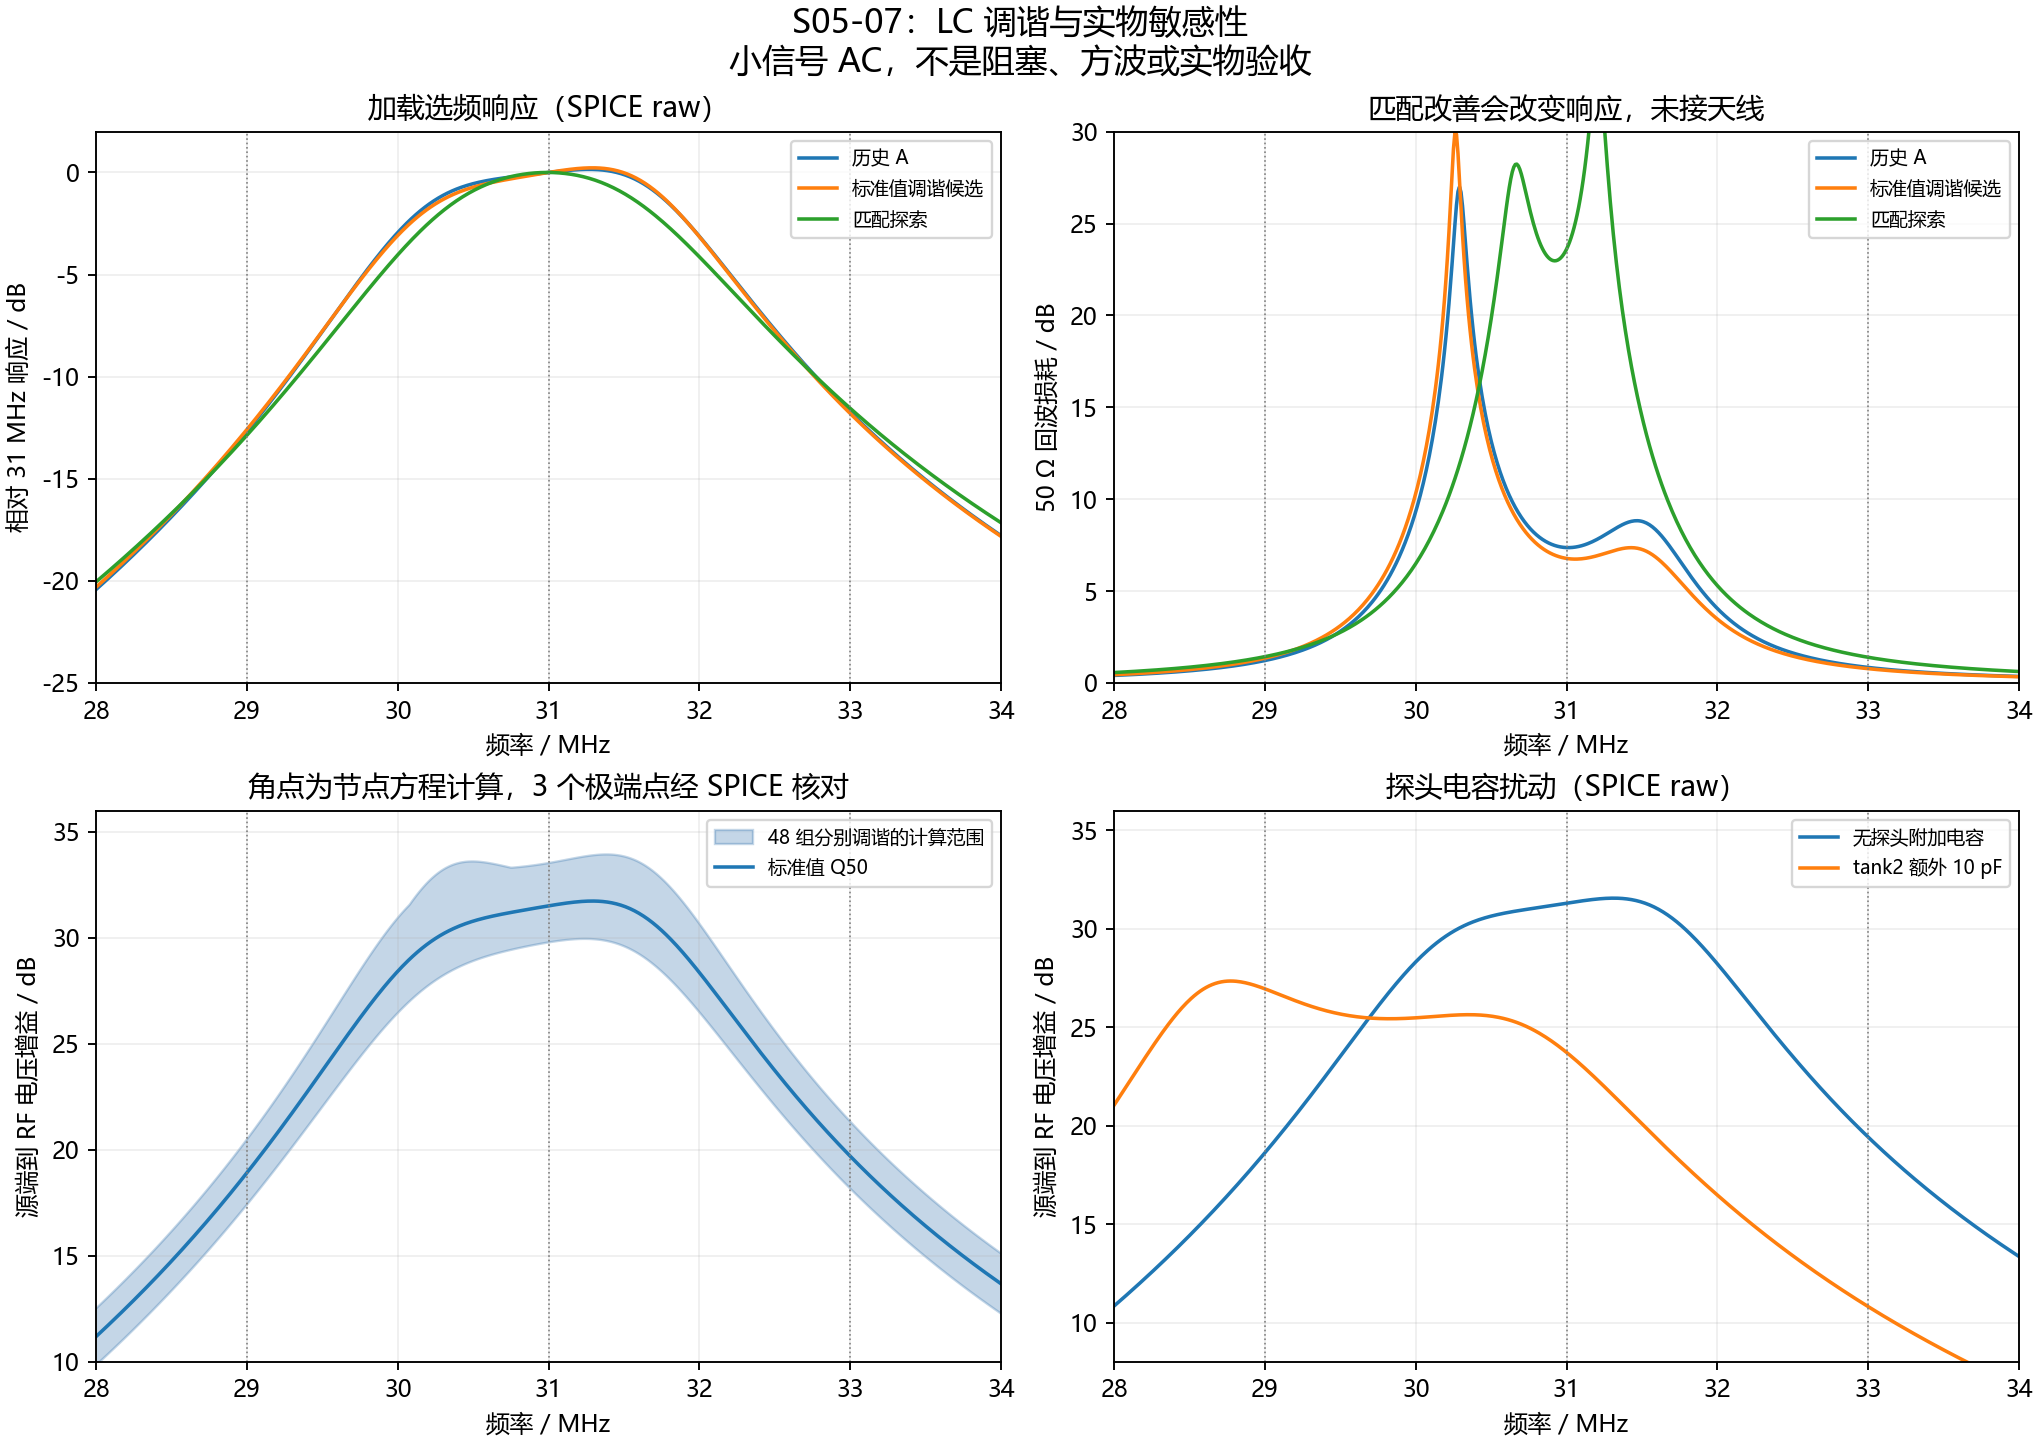 S05-07：LC 调谐与实物敏感性
小信号 AC，不是阻塞、方波或实物验收
加载选频响应（SPICE raw）
相对 31 MHz 响应 / dB
0
-5
-10
-15
-20
-25
历史 A
标准值调谐候选
匹配探索
28 29 30 31 32 33 34
频率 / MHz
匹配改善会改变响应，未接天线
50 Ω 回波损耗 / dB
30
25
20
15
10
5
0
历史 A
标准值调谐候选
匹配探索
28 29 30 31 32 33 34
频率 / MHz
角点为节点方程计算，3 个极端点经 SPICE 核对
源端到 RF 电压增益 / dB
35
30
25
20
15
10
48 组分别调谐的计算范围
标准值 Q50
28 29 30 31 32 33 34
频率 / MHz
探头电容扰动（SPICE raw）
源端到 RF 电压增益 / dB
35
30
25
20
15
10
无探头附加电容
tank2 额外 10 pF
28 29 30 31 32 33 34
频率 / MHz